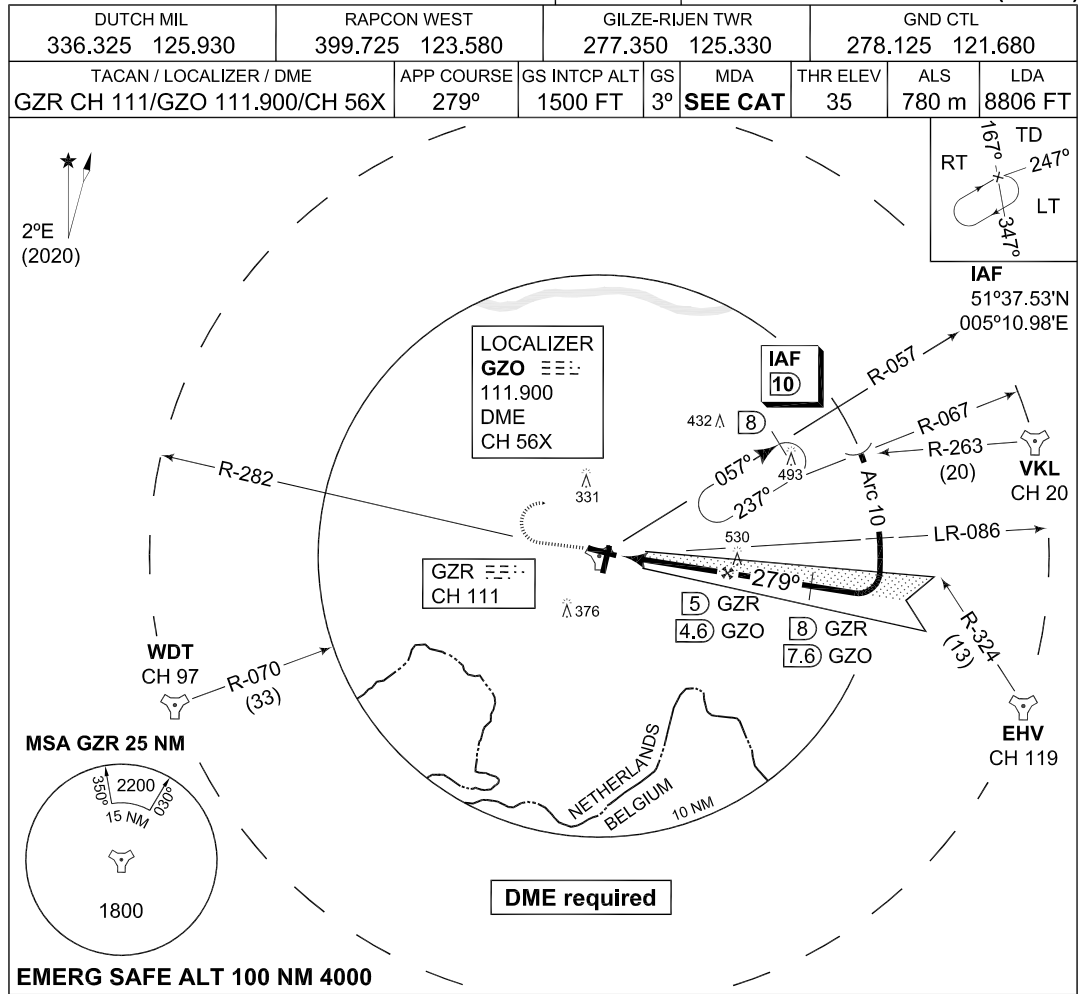 DUTCH MIL
336.325 125.930
RAPCON WEST
399.725 123.580
GILZE-RIJEN TWR
277.350 125.330
GND CTL
278.125 121.680
TACAN / LOCALIZER / DME
GZR CH 111/GZO 111.900/CH 56X
APP COURSE
279º
GS INTCP ALT
1500 FT
GS
3º
MDA
SEE CAT
THR ELEV
35
ALS
780 m
LDA
8806 FT
2ºE
(2020)
167º
TD
RT
247º
LT
347º
IAF
51º37.53'N
005º10.98'E
LOCALIZER
GZO
111.900
DME
CH 56X
IAF
10
R-057
432
8
R-067
R-263
(20)
VKL
CH 20
R-282
057º
493
237º
Arc 10
331
530
LR-086
GZR
CH 111
279º
376
5 GZR
4.6 GZO
8 GZR
7.6 GZO
R-324
(13)
WDT
CH 97
R-070
(33)
EHV
CH 119
MSA GZR 25 NM
350º
2200
030º
15 NM
1800
NETHERLANDS
BELGIUM
10 NM
DME required
EMERG SAFE ALT 100 NM 4000